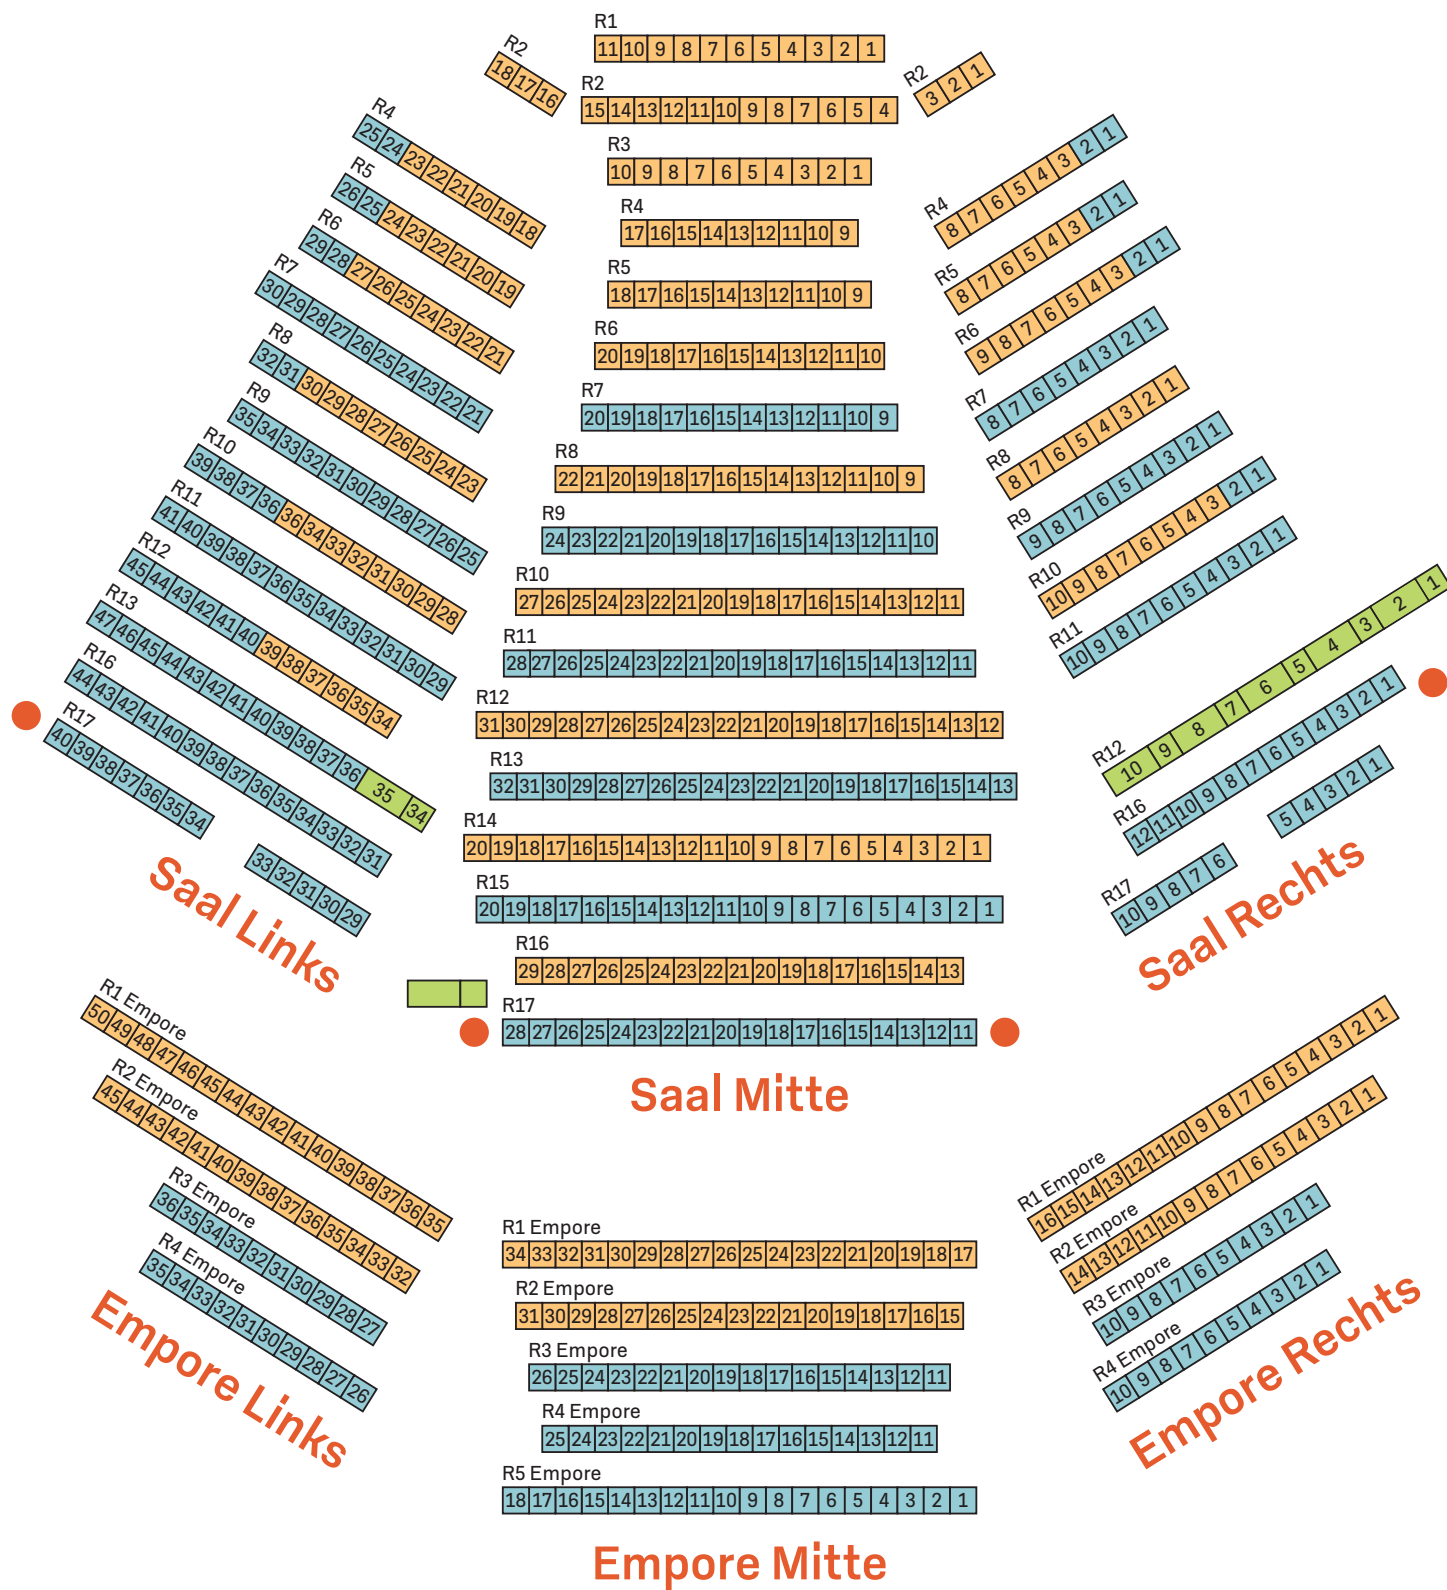 R1
11 10 9 8 7 6 5 4 3 2 1
R2
18 17 16
R2
15 14 13 12 11 10 9 8 7 6 5 4
R2
3 2 1
R3
10 9 8 7 6 5 4 3 2 1
R4
25 24 23 22 21 20 19 18
R4
17 16 15 14 13 12 11 10 9
R4
8 7 6 5 4 3 2 1
R5
26 25 24 23 22 21 20 19
R5
18 17 16 15 14 13 12 11 10 9
R5
8 7 6 5 4 3 2 1
R6
29 28 27 26 25 24 23 22 21
R6
20 19 18 17 16 15 14 13 12 11 10
R6
9 8 7 6 5 4 3 2 1
R7
30 29 28 27 26 25 24 23 22 21
R7
20 19 18 17 16 15 14 13 12 11 10 9
R7
8 7 6 5 4 3 2 1
R8
32 31 30 29 28 27 26 25 24 23
R8
22 21 20 19 18 17 16 15 14 13 12 11 10 9
R8
8 7 6 5 4 3 2 1
R9
35 34 33 32 31 30 29 28 27 26 25
R9
24 23 22 21 20 19 18 17 16 15 14 13 12 11 10
R9
9 8 7 6 5 4 3 2 1
R10
39 38 37 36 36 34 33 32 31 30 29 28
R10
27 26 25 24 23 22 21 20 19 18 17 16 15 14 13 12 11
R10
10 9 8 7 6 5 4 3 2 1
R11
41 40 39 38 37 36 35 34 33 32 31 30 29
R11
28 27 26 25 24 23 22 21 20 19 18 17 16 15 14 13 12 11
R11
10 9 8 7 6 5 4 3 2 1
R12
45 44 43 42 41 40 39 38 37 36 35 34
R12
31 30 29 28 27 26 25 24 23 22 21 20 19 18 17 16 15 14 13 12
R12
10 9 8 7 6 5 4 3 2 1
R13
47 46 45 44 43 42 41 40 39 38 37 36 35 34
R13
32 31 30 29 28 27 26 25 24 23 22 21 20 19 18 17 16 15 14 13
R14
20 19 18 17 16 15 14 13 12 11 10 9 8 7 6 5 4 3 2 1
R15
20 19 18 17 16 15 14 13 12 11 10 9 8 7 6 5 4 3 2 1
R16
44 43 42 41 40 39 38 37 36 35 34 33 32 31
R16
29 28 27 26 25 24 23 22 21 20 19 18 17 16 15 14 13
R16
12 11 10 9 8 7 6 5 4 3 2 1
R17
40 39 38 37 36 35 34
33 32 31 30 29
R17
28 27 26 25 24 23 22 21 20 19 18 17 16 15 14 13 12 11
R17
10 9 8 7 6
5 4 3 2 1
Saal Links
Saal Mitte
Saal Rechts
R1 Empore
50 49 48 47 46 45 44 43 42 41 40 39 38 37 36 35
R2 Empore
45 44 43 42 41 40 39 38 37 36 35 34 33 32
R3 Empore
36 35 34 33 32 31 30 29 28 27
R4 Empore
35 34 33 32 31 30 29 28 27 26
Empore Links
R1 Empore
34 33 32 31 30 29 28 27 26 25 24 23 22 21 20 19 18 17
R2 Empore
31 30 29 28 27 26 25 24 23 22 21 20 19 18 17 16 15
R3 Empore
26 25 24 23 22 21 20 19 18 17 16 15 14 13 12 11
R4 Empore
25 24 23 22 21 20 19 18 17 16 15 14 13 12 11
R5 Empore
18 17 16 15 14 13 12 11 10 9 8 7 6 5 4 3 2 1
Empore Mitte
R1 Empore
16 15 14 13 12 11 10 9 8 7 6 5 4 3 2 1
R2 Empore
14 13 12 11 10 9 8 7 6 5 4 3 2 1
R3 Empore
10 9 8 7 6 5 4 3 2 1
R4 Empore
10 9 8 7 6 5 4 3 2 1
Empore Rechts